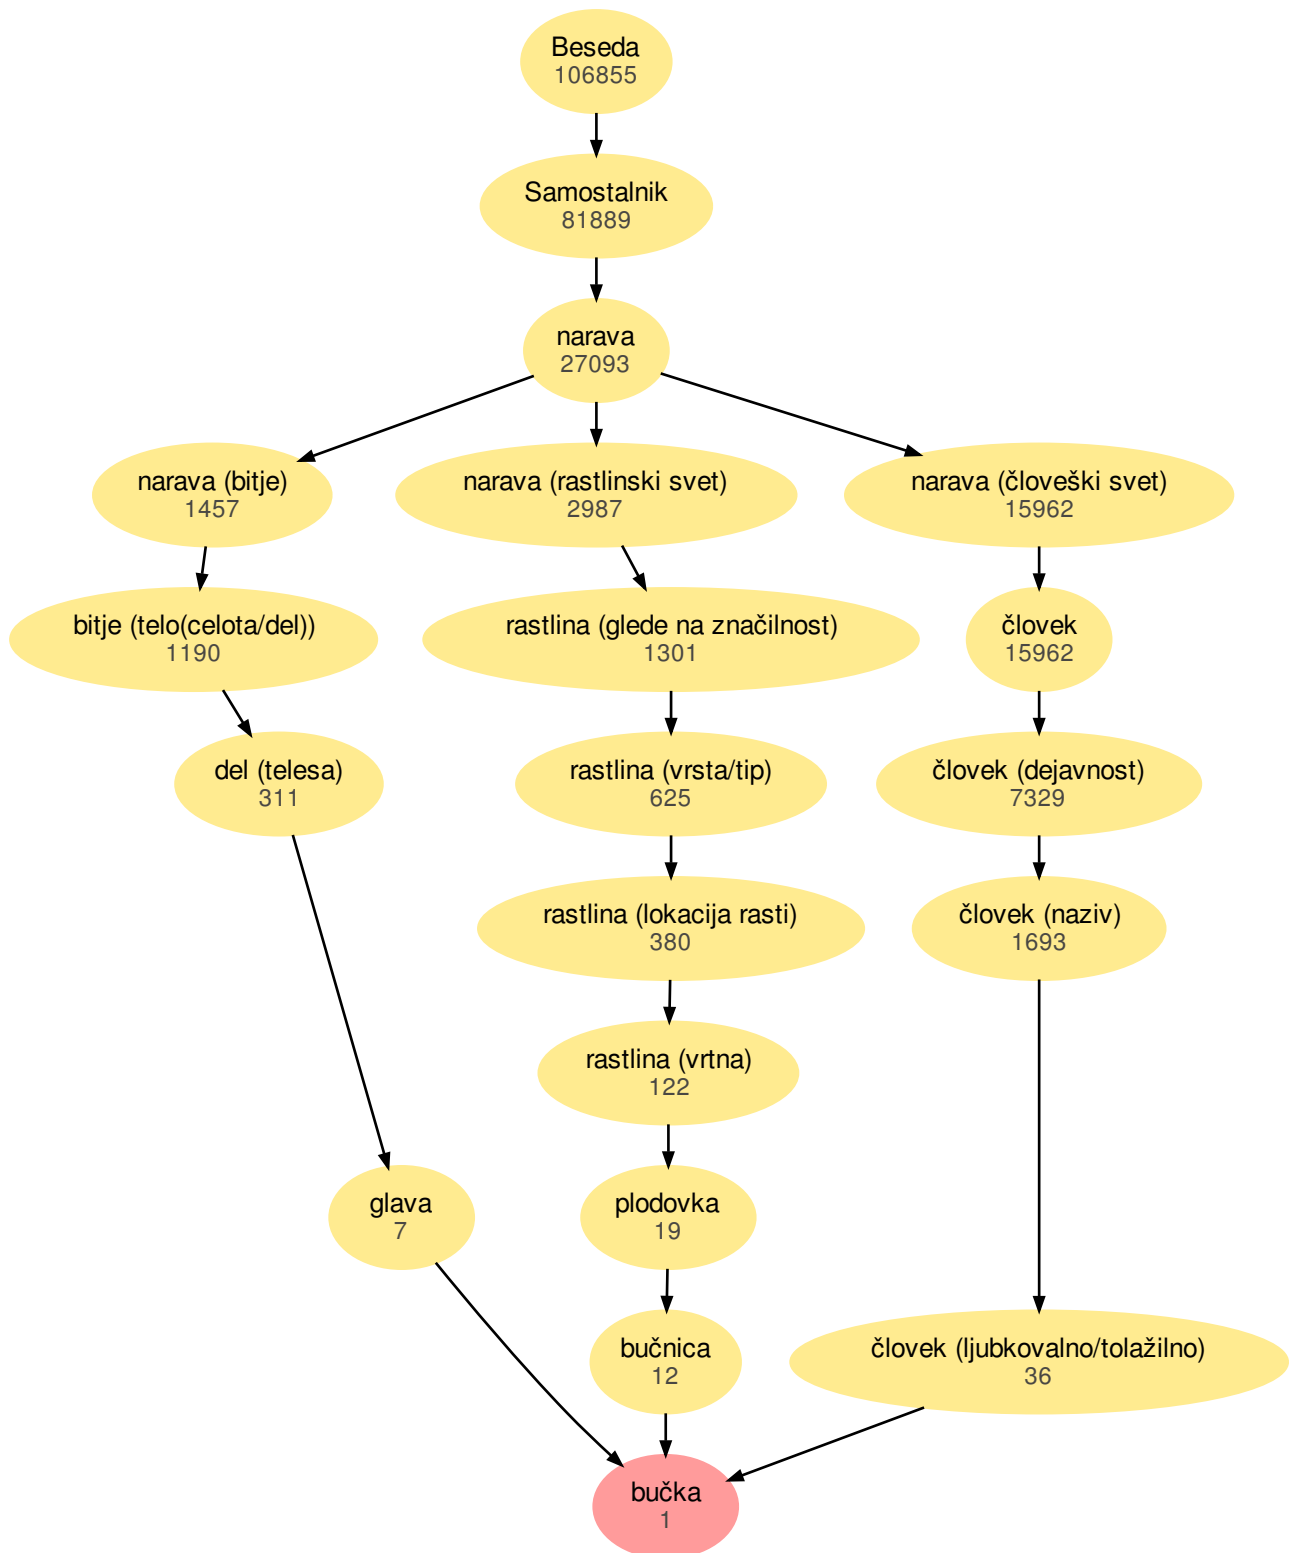 Beseda
106855
Samostalnik
81889
narava
27093
narava (bitje)
1457
narava (rastlinski svet)
2987
narava (človeški svet)
15962
bitje (telo(celota/del))
1190
rastlina (glede na značilnost)
1301
človek
15962
del (telesa)
311
rastlina (vrsta/tip)
625
človek (dejavnost)
7329
rastlina (lokacija rasti)
380
človek (naziv)
1693
rastlina (vrtna)
122
glava
7
plodovka
19
bučnica
12
človek (ljubkovalno/tolažilno)
36
bučka
1